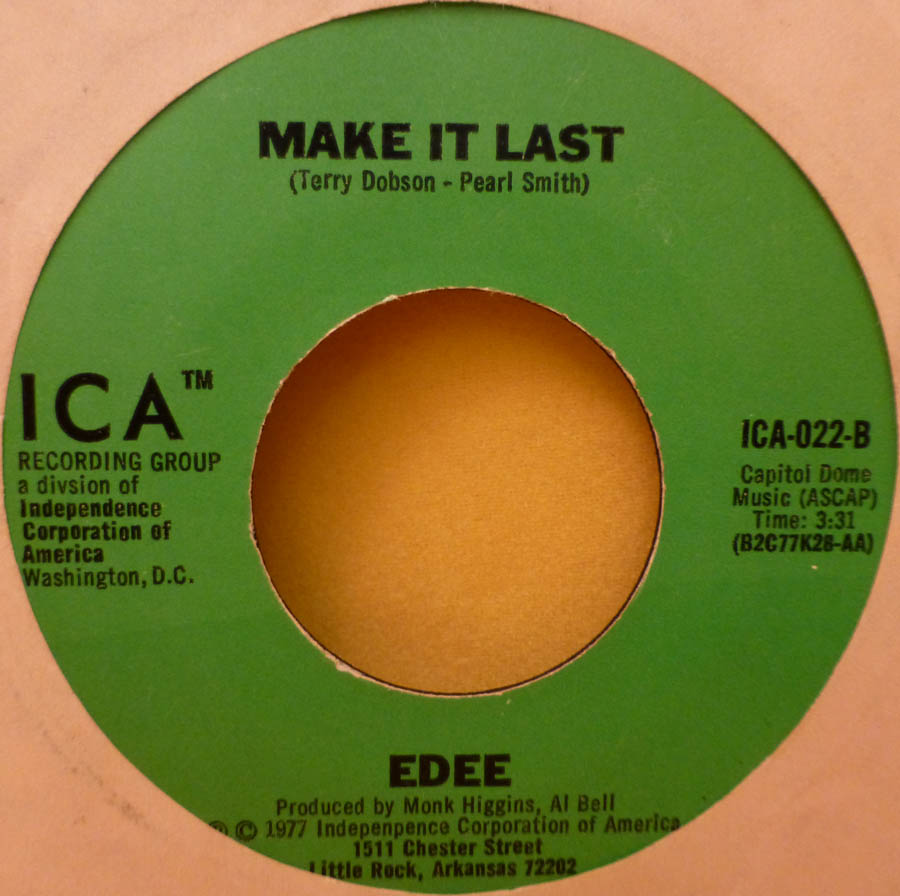 MAKE IT LAST
(Terry Dobson - Pearl Smith)
ICA™
RECORDING GROUP
a divsion of
Independence
Corporation of
America
Washington, D.C.
ICA-022-B
Capitol Dome
Music (ASCAP)
Time: 3:31
(B2C77K28-AA)
EDEE
Produced by Monk Higgins, Al Bell
℗ © 1977 Indepenpence Corporation of America
1511 Chester Street
Little Rock, Arkansas 72202